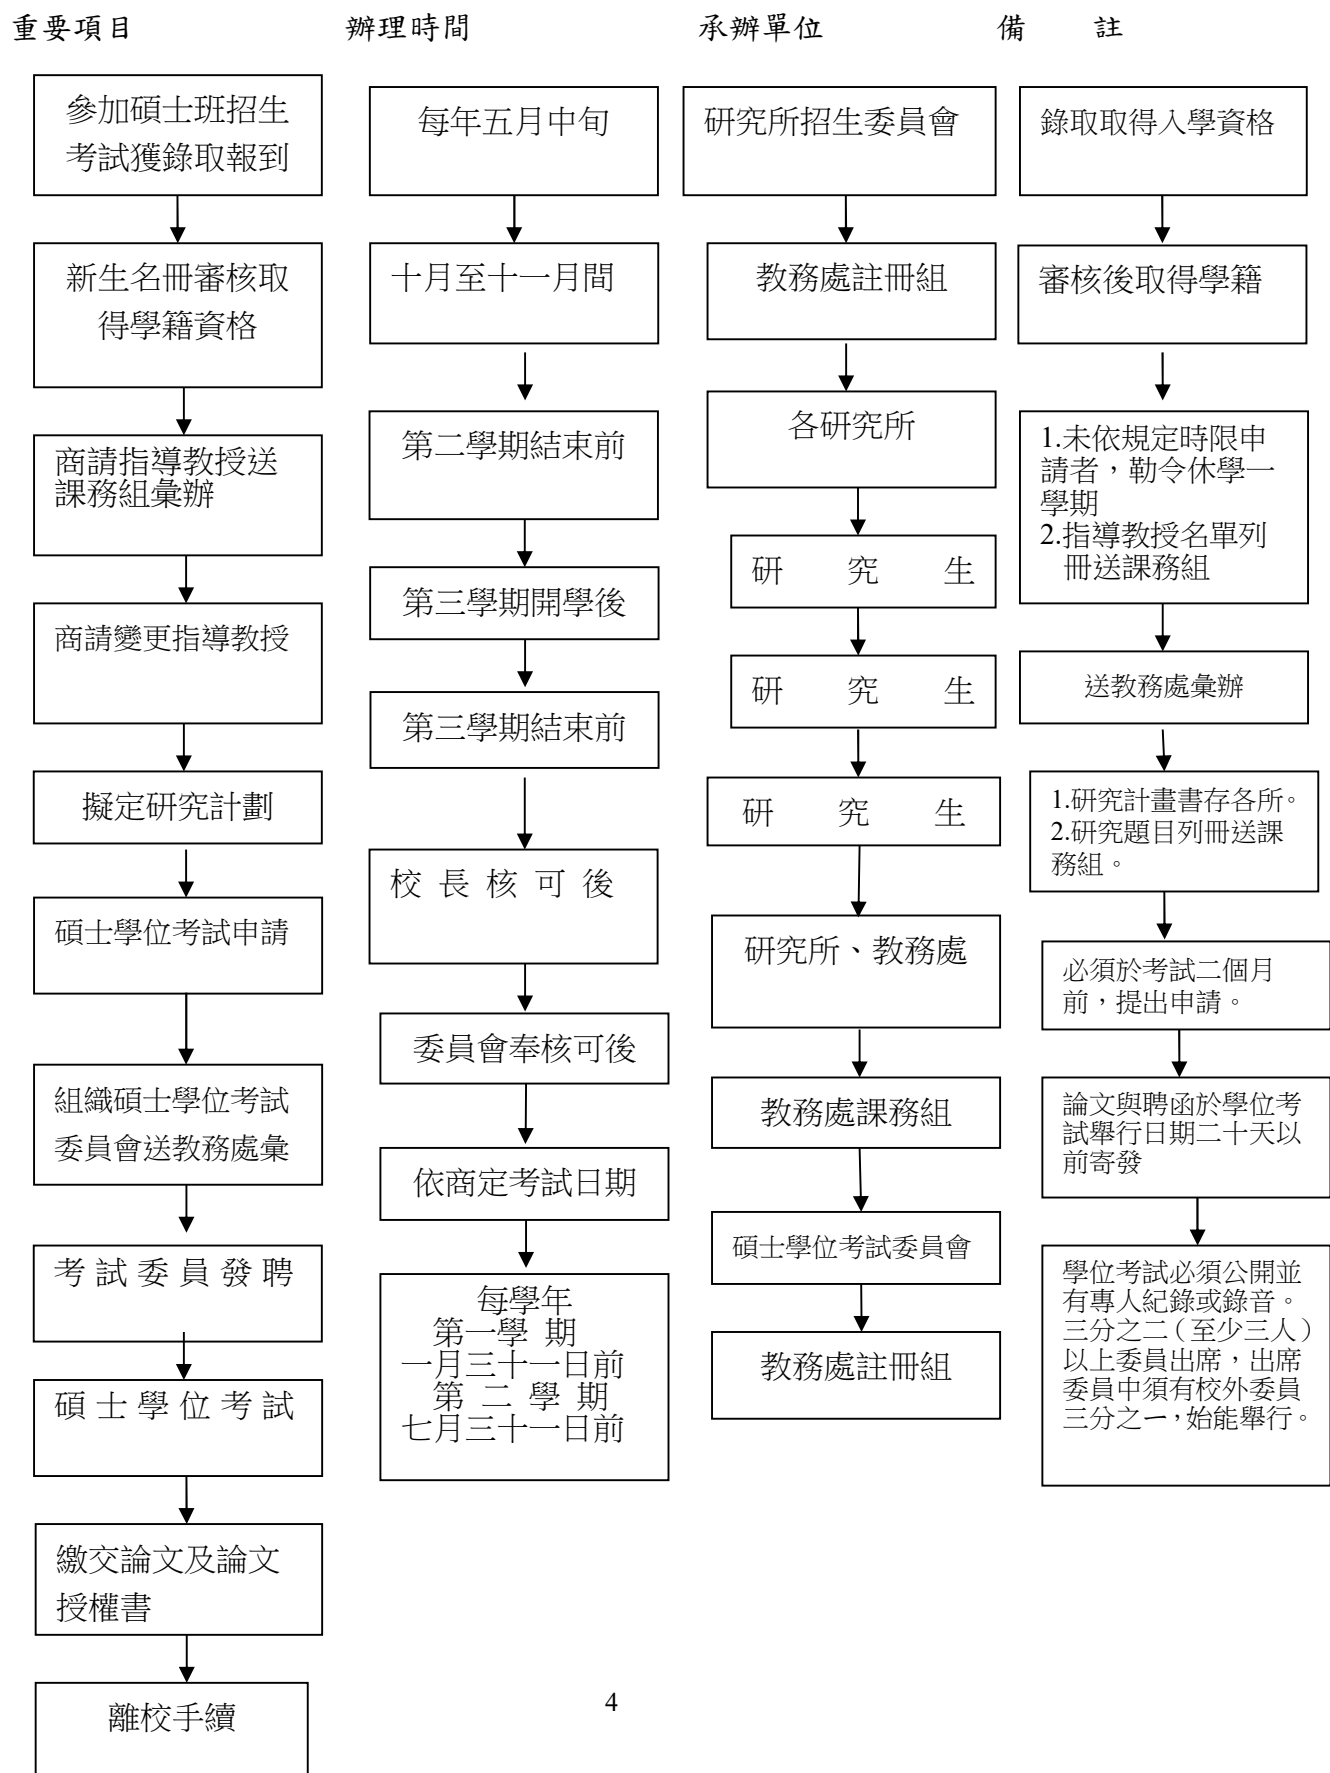 重要項目
辦理時間
承辦單位
備 註
參加碩士班招生
考試獲錄取報到
新生名冊審核取
得學籍資格
商請指導教授送
課務組彙辦
商請變更指導教授
擬定研究計劃
碩士學位考試申請
組織碩士學位考試
委員會送教務處彙
考試委員發聘
碩士學位考試
繳交論文及論文
授權書
離校手續
每年五月中旬
十月至十一月間
第二學期結束前
第三學期開學後
第三學期結束前
校長核可後
委員會奉核可後
依商定考試日期
每學年
第一學 期
一月三十一日前
第 二 學 期
七月三十一日前
研究所招生委員會
教務處註冊組
各研究所
研 究 生
研 究 生
研 究 生
研究所、教務處
教務處課務組
碩士學位考試委員會
教務處註冊組
錄取取得入學資格
審核後取得學籍
1.未依規定時限申
請者，勒令休學一
學期
2.指導教授名單列
冊送課務組
送教務處彙辦
1.研究計畫書存各所。
2.研究題目列冊送課
務組。
必須於考試二個月
前，提出申請。
論文與聘函於學位考
試舉行日期二十天以
前寄發
學位考試必須公開並
有專人紀錄或錄音。
三分之二（至少三人）
以上委員出席，出席
委員中須有校外委員
三分之一，始能舉行。
4